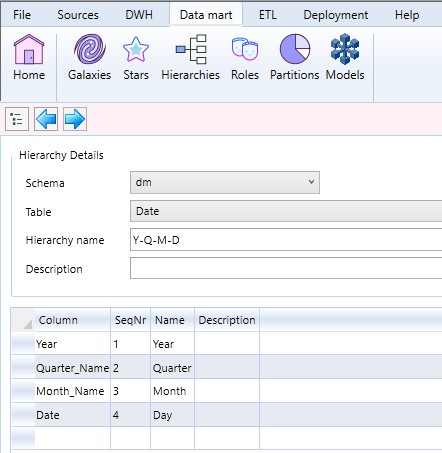 File Sources DWH Data mart ETL Deployment Help
Home Galaxies Stars Hierarchies Roles Partitions Models
Hierarchy Details
Schema dm
Table Date
Hierarchy name Y-Q-M-D
Description
Column SeqNr Name Description
Year 1 Year
Quarter_Name 2 Quarter
Month_Name 3 Month
Date 4 Day